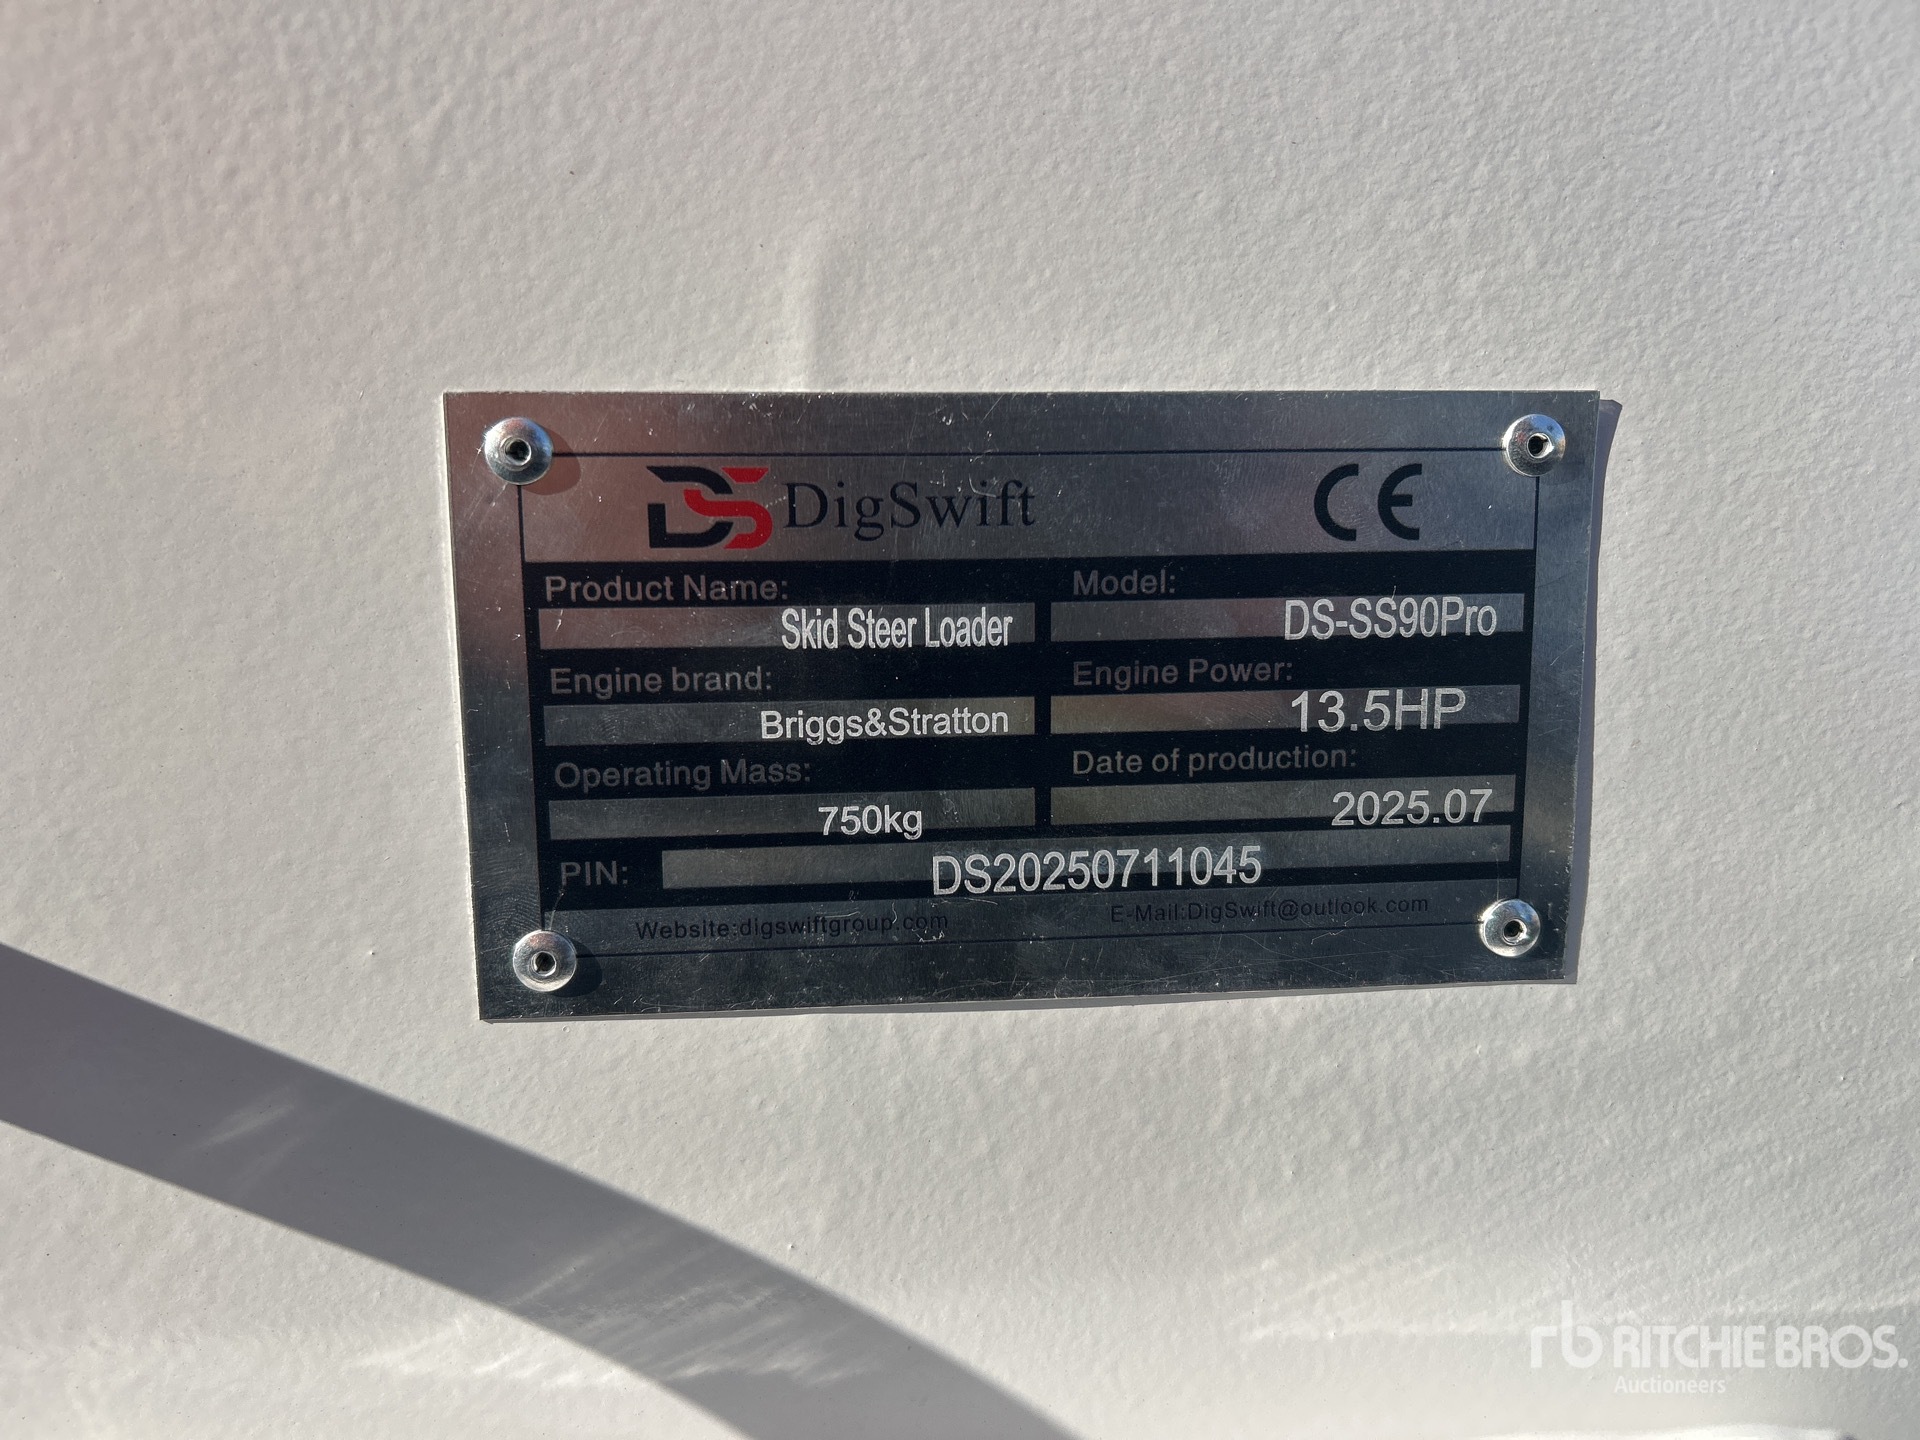 DS DigSwift CE
Product Name: Model:
Skid Steer Loader DS-SS90Pro
Engine brand: Engine Power:
Briggs&Stratton 13.5HP
Operating Mass: Date of production:
750kg 2025.07
PIN: DS20250711045
Website:digswiftgroup.com E-Mail:DigSwift@outlook.com
rb RITCHIE BROS.
Auctioneers